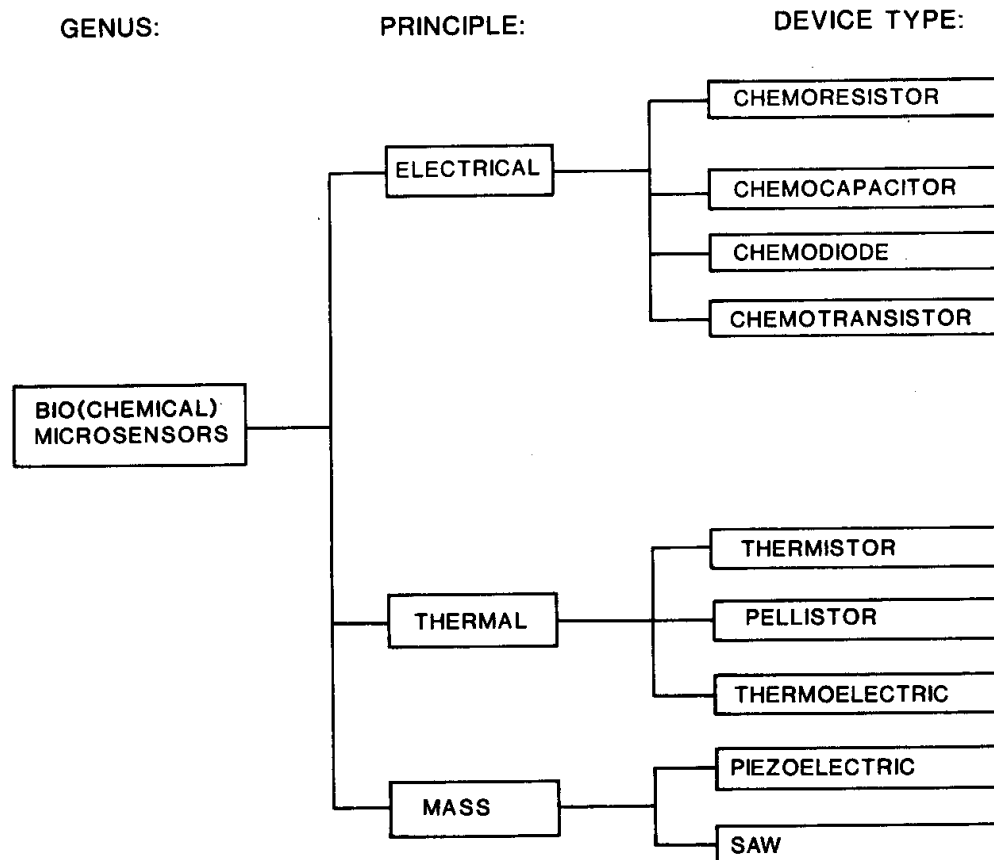 GENUS:
PRINCIPLE:
DEVICE TYPE:
CHEMORESISTOR
ELECTRICAL
CHEMOCAPACITOR
CHEMODIODE
CHEMOTRANSISTOR
BIO(CHEMICAL)
MICROSENSORS
THERMISTOR
THERMAL
PELLISTOR
THERMOELECTRIC
PIEZOELECTRIC
MASS
SAW